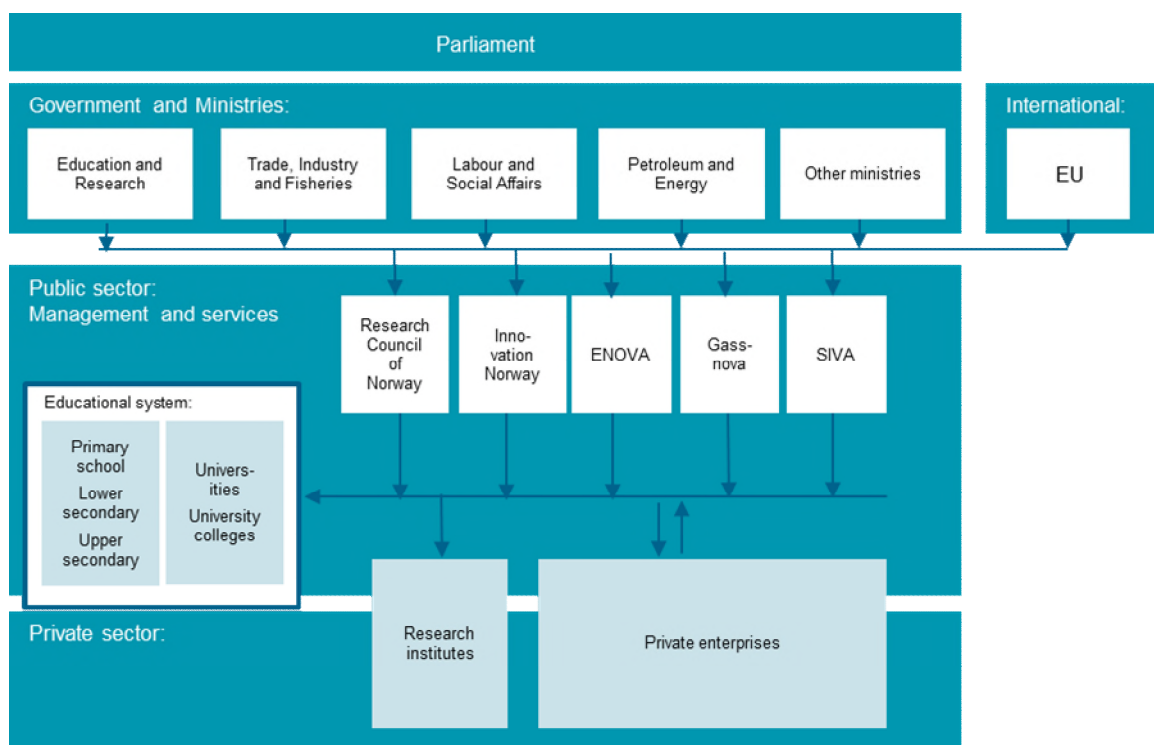 Parliament
Government and Ministries:
International:
Education and
Research
Trade, Industry
and Fisheries
Labour and
Social Affairs
Petroleum and
Energy
Other ministries
EU
Public sector:
Management and services
Research
Council
of
Norway
Inno-
vation
Norway
ENOVA
Gass-
nova
SIVA
Educational system:
Primary
school
Lower
secondary
Upper
secondary
Univers-
ities
University
colleges
Private sector:
Research
institutes
Private enterprises